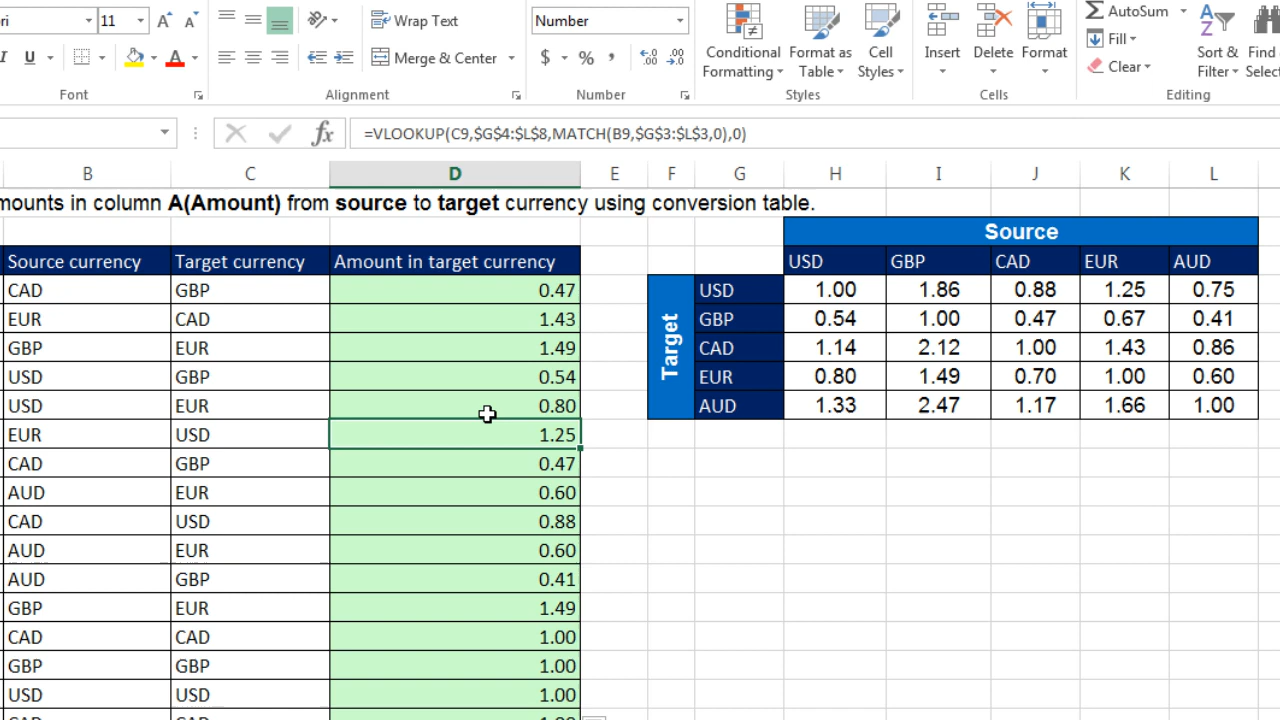 ri 11 A A Wrap Text Number AutoSum
I U A Merge & Center $ % , Conditional Formatting Format as Table Cell Styles Insert Delete Format Fill Clear Sort & Filter Find Selec
Font Alignment Number Styles Cells Editing
fx =VLOOKUP(C9,$G$4:$L$8,MATCH(B9,$G$3:$L$3,0),0)
B C D E F G H I J K L
mounts in column A(Amount) from source to target currency using conversion table.
Source
Source currency Target currency Amount in target currency USD GBP CAD EUR AUD
CAD GBP 0.47 USD 1.00 1.86 0.88 1.25 0.75
EUR CAD 1.43 GBP 0.54 1.00 0.47 0.67 0.41
GBP EUR 1.49 Target CAD 1.14 2.12 1.00 1.43 0.86
USD GBP 0.54 EUR 0.80 1.49 0.70 1.00 0.60
USD EUR 0.80 AUD 1.33 2.47 1.17 1.66 1.00
EUR USD 1.25
CAD GBP 0.47
AUD EUR 0.60
CAD USD 0.88
AUD EUR 0.60
AUD GBP 0.41
GBP EUR 1.49
CAD CAD 1.00
GBP GBP 1.00
USD USD 1.00